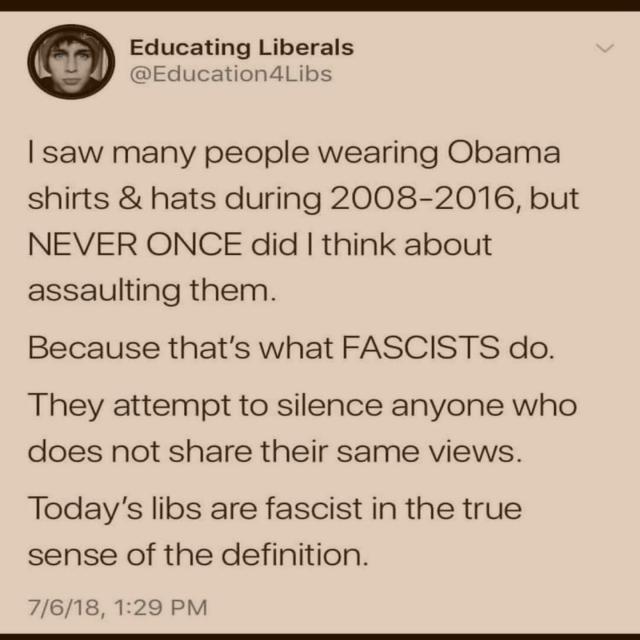 Educating Liberals
@Education4Libs
I saw many people wearing Obama
shirts & hats during 2008-2016, but
NEVER ONCE did I think about
assaulting them.
Because that's what FASCISTS do.
They attempt to silence anyone who
does not share their same views.
Today's libs are fascist in the true
sense of the definition.
7/6/18, 1:29 PM